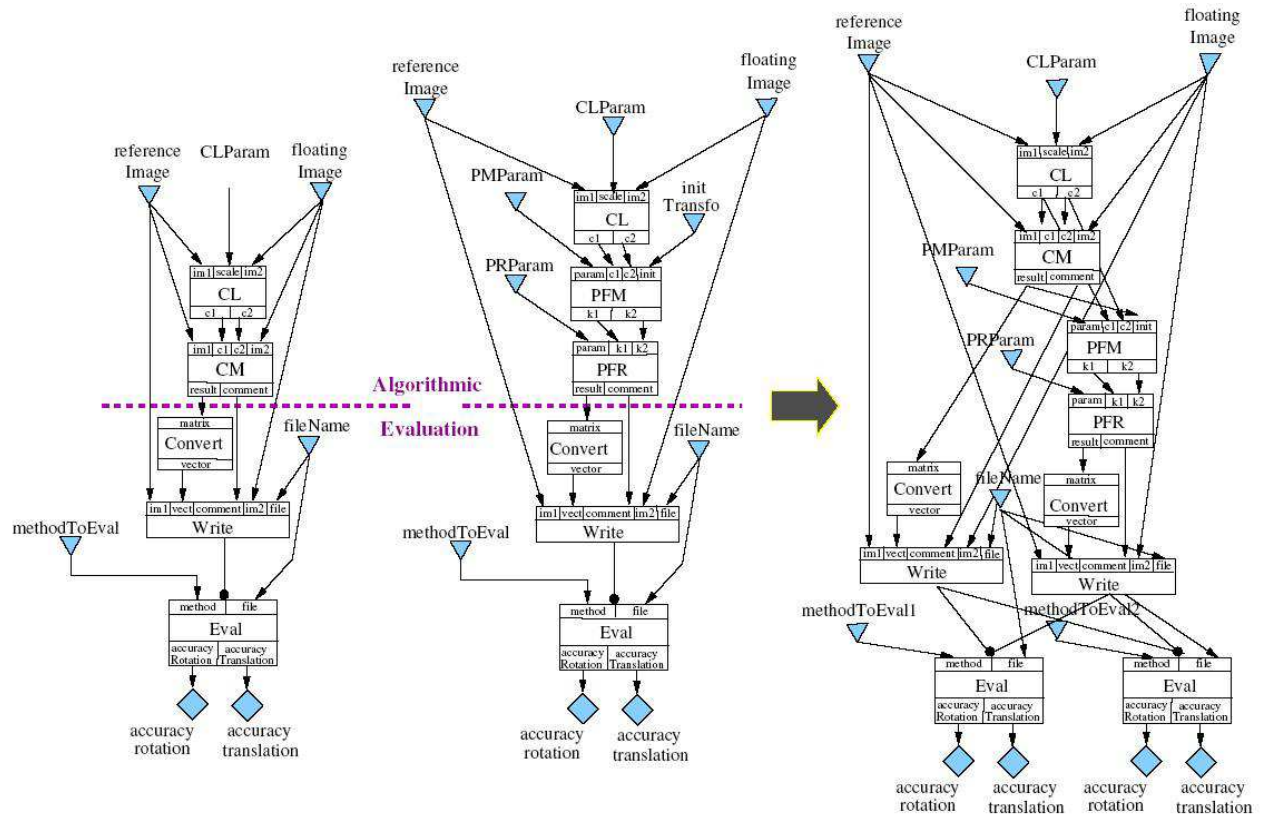 reference
Image
CLParam
floating
Image
im1 scale im2
CL
c1 c2
im1 c1 c2 im2
CM
result comment
matrix
Convert
vector
im1 vect comment im2 file
Write
methodToEval
method file
Eval
accuracy Rotation
accuracy Translation
accuracy
rotation
accuracy
translation
Algorithmic
Evaluation
fileName
reference
Image
CLParam
floating
Image
PMParam
init
Transfo
im1 scale im2
CL
c1 c2
PRParam
param c1 c2 init
PFM
k1 k2
param k1 k2
PFR
result comment
matrix
Convert
vector
fileName
im1 vect comment im2 file
Write
methodToEval
method file
Eval
accuracy Rotation
accuracy Translation
accuracy
rotation
accuracy
translation
reference
Image
CLParam
floating
Image
im1 scale im2
CL
c1 c2
im1 c1 c2 im2
CM
result comment
PMParam
param c1 c2 init
PFM
k1 k2
PRParam
param k1 k2
PFR
result comment
matrix
Convert
vector
fileName
matrix
Convert
vector
im1 vect comment im2 file
Write
im1 vect comment im2 file
Write
methodToEval1
methodToEval2
method file
Eval
accuracy Rotation
accuracy Translation
method file
Eval
accuracy Rotation
accuracy Translation
accuracy
rotation
accuracy
translation
accuracy
rotation
accuracy
translation